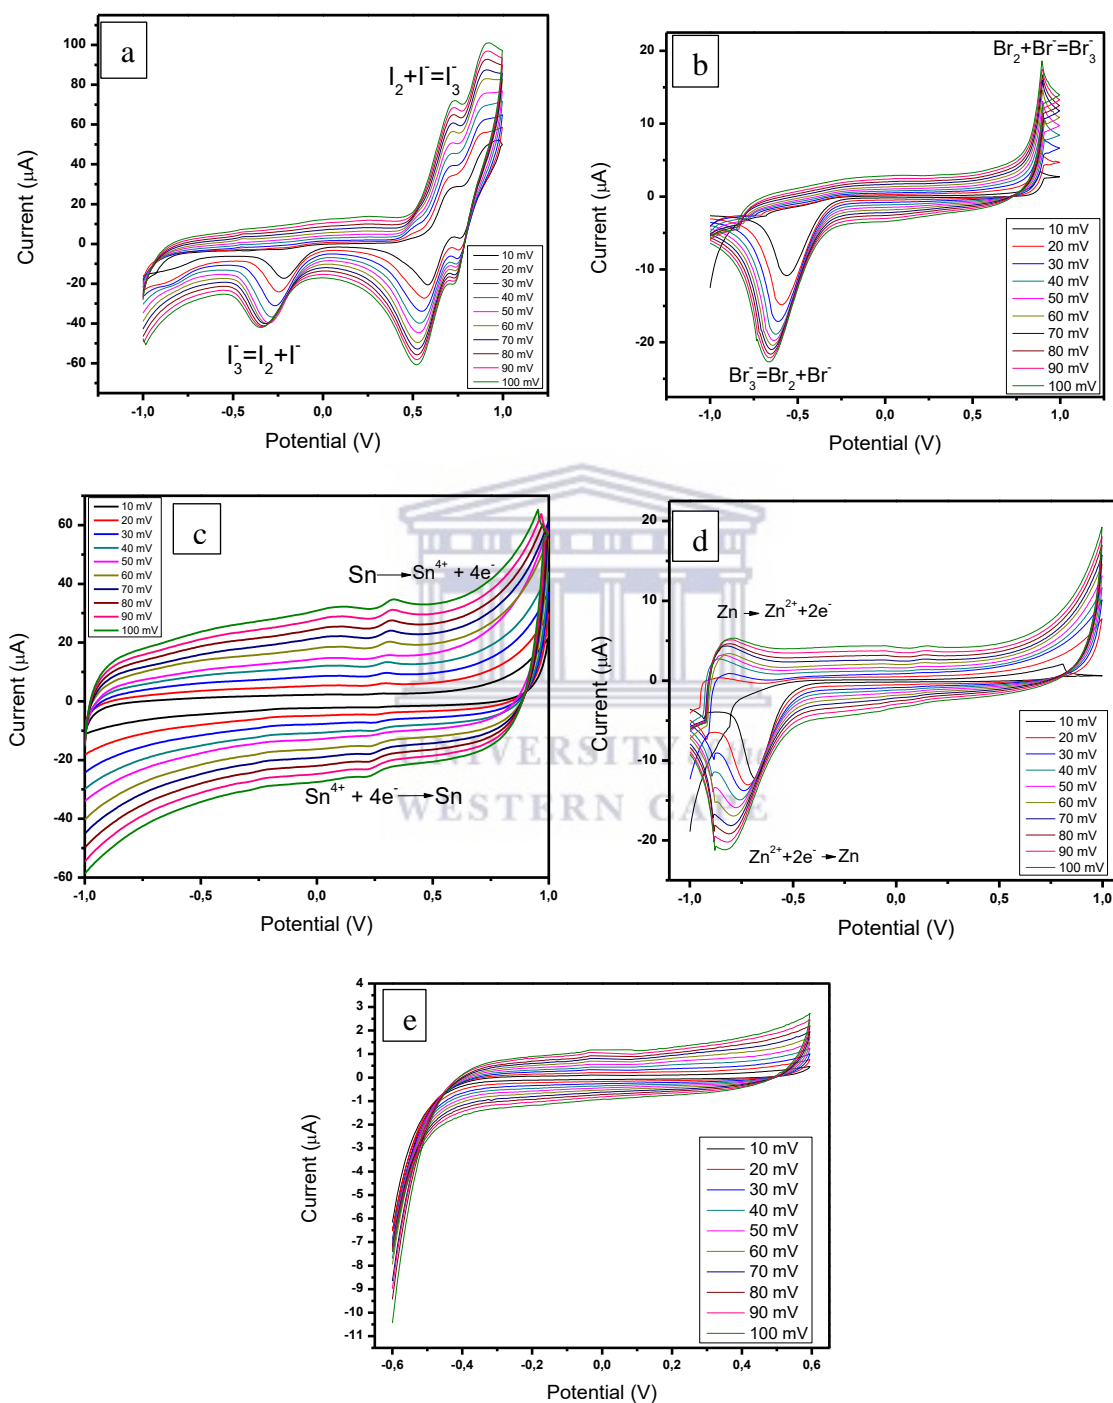 a
I₂+I⁻=I₃⁻
I₃⁻=I₂+I⁻
100
80
60
40
20
0
-20
-40
-60
Current (µA)
-1,0 -0,5 0,0 0,5 1,0
Potential (V)
10 mV
20 mV
30 mV
40 mV
50 mV
60 mV
70 mV
80 mV
90 mV
100 mV
b
Br₂+Br⁻=Br₃⁻
Br₃⁻=Br₂+Br⁻
20
10
0
-10
-20
Current (µA)
-1,0 -0,5 0,0 0,5 1,0
Potential (V)
10 mV
20 mV
30 mV
40 mV
50 mV
60 mV
70 mV
80 mV
90 mV
100 mV
c
Sn → Sn⁴⁺ + 4e⁻
Sn⁴⁺ + 4e⁻ → Sn
60
40
20
0
-20
-40
-60
Current (µA)
-1,0 -0,5 0,0 0,5 1,0
Potential (V)
10 mV
20 mV
30 mV
40 mV
50 mV
60 mV
70 mV
80 mV
90 mV
100 mV
d
Zn → Zn²⁺+2e⁻
Zn²⁺+2e⁻ → Zn
20
10
0
-10
-20
Current (µA)
-1,0 -0,5 0,0 0,5 1,0
Potential (V)
10 mV
20 mV
30 mV
40 mV
50 mV
60 mV
70 mV
80 mV
90 mV
100 mV
UNIVERSITY of the
WESTERN CAPE
e
4
3
2
1
0
-1
-2
-3
-4
-5
-6
-7
-8
-9
-10
-11
Current (µA)
-0,6 -0,4 -0,2 0,0 0,2 0,4 0,6
Potential (V)
10 mV
20 mV
30 mV
40 mV
50 mV
60 mV
70 mV
80 mV
90 mV
100 mV